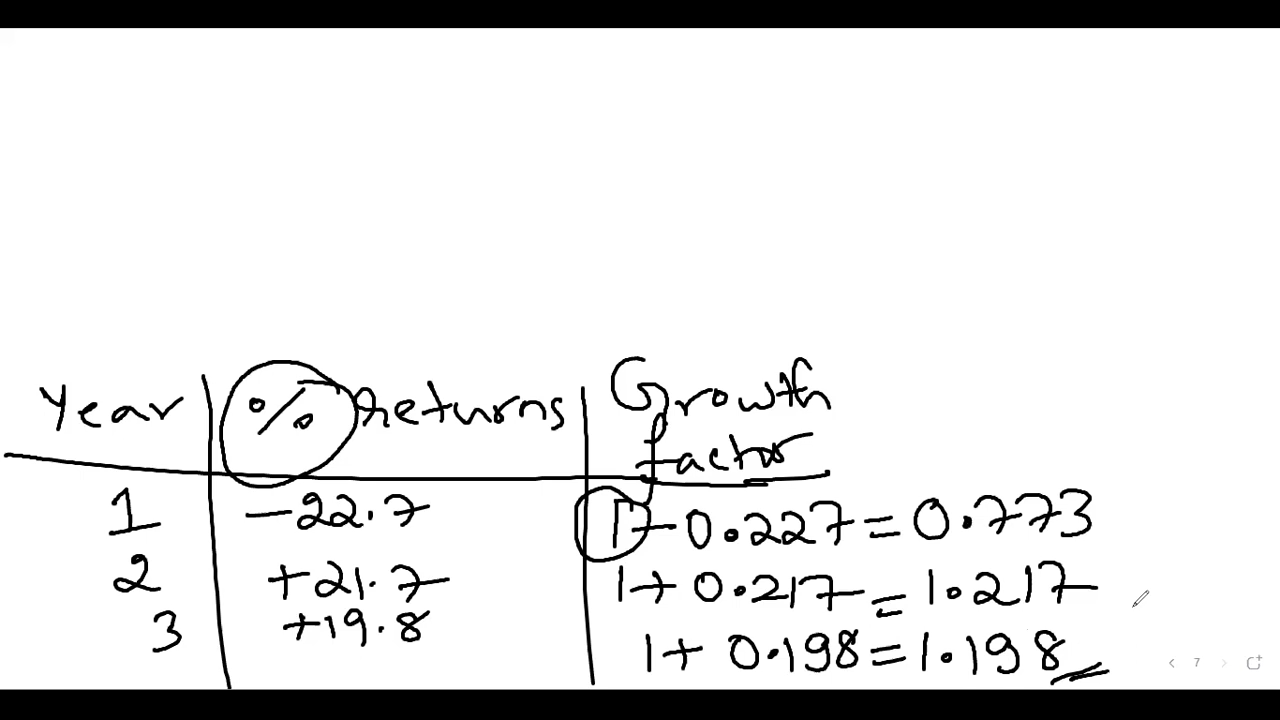 Year % Returns Growth factor
1 -22.7 1-0.227=0.773
2 +21.7 1+0.217=1.217
3 +19.8 1+0.198=1.198
7